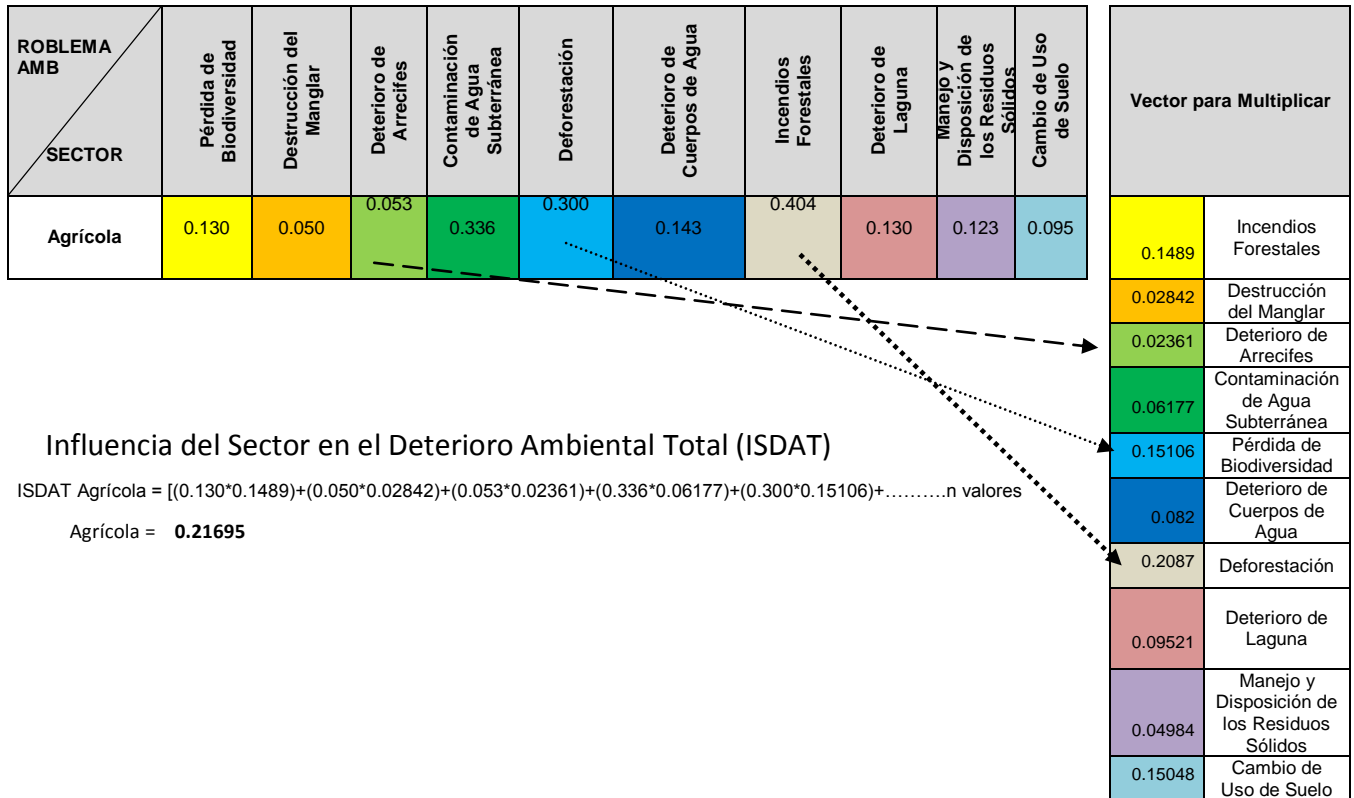 ROBLEMA
AMB
SECTOR
Pérdida de
Biodiversidad
Destrucción del
Manglar
Deterioro de
Arrecifes
Contaminación
de Agua
Subterránea
Deforestación
Deterioro de
Cuerpos de Agua
Incendios
Forestales
Deterioro de
Laguna
Manejo y
Disposición de
los Residuos
Sólidos
Cambio de Uso
de Suelo
Vector para Multiplicar
Agrícola 0.130 0.050 0.053 0.336 0.300 0.143 0.404 0.130 0.123 0.095
0.1489 Incendios
Forestales
0.02842 Destrucción
del Manglar
0.02361 Deterioro de
Arrecifes
0.06177 Contaminación
de Agua
Subterránea
0.15106 Pérdida de
Biodiversidad
0.082 Deterioro de
Cuerpos de
Agua
0.2087 Deforestación
0.09521 Deterioro de
Laguna
0.04984 Manejo y
Disposición de
los Residuos
Sólidos
0.15048 Cambio de
Uso de Suelo
Influencia del Sector en el Deterioro Ambiental Total (ISDAT)
ISDAT Agrícola = [(0.130*0.1489)+(0.050*0.02842)+(0.053*0.02361)+(0.336*0.06177)+(0.300*0.15106)+……….n valores
Agrícola = 0.21695